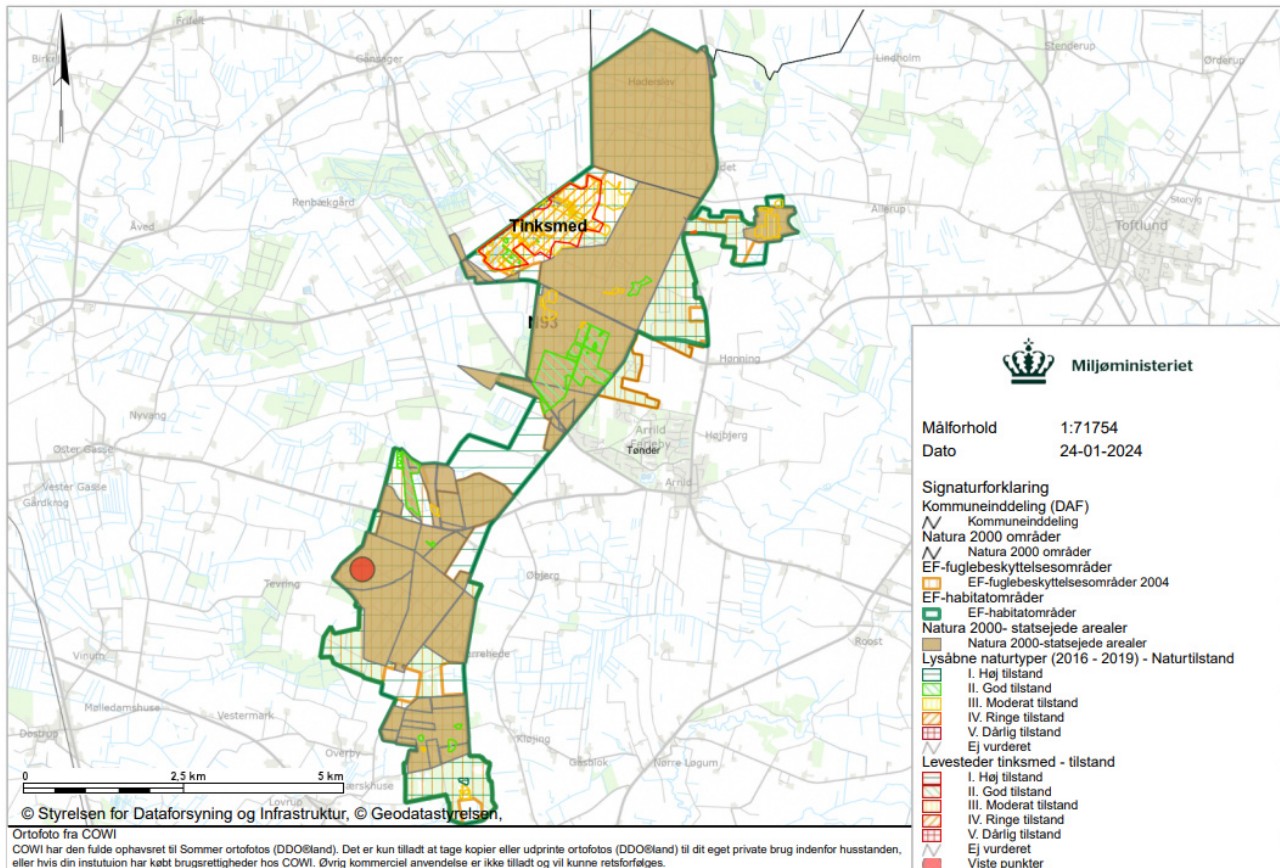 Frifelt
Birke
Gånsager
Stenderup
Lindholm
Ørderup
Haderslev
Renbækgård
Allerup
Storvig
Tinksmed
Toftlund
Åved
N93
Hønning
Nyvang
Arrild
Ferieby
Højbjerg
Tønder
Øster Gasse
Vester Gasse
Gårdkrog
Arnid
Tevring
Øbjerg
Roost
Vinum
Mølledamshuse
Vestermark
Døstrup
Overby
Kløjing
Gasblok
Nørre Løgum
Lovrup
0 2,5 km 5 km
© Styrelsen for Dataforsyning og Infrastruktur, © Geodatastyrelsen,
Ortofoto fra COWI
COWI har den fulde ophavsret til Sommer ortofotos (DDO®land). Det er kun tilladt at tage kopier eller udprinte ortofotos (DDO®land) til dit eget private brug indenfor husstanden,
eller hvis din instutuion har købt brugsrettigheder hos COWI. Øvrig kommerciel anvendelse er ikke tilladt og vil kunne retsforfølges.
Miljøministeriet
Målforhold 1:71754
Dato 24-01-2024
Signaturforklaring
Kommuneinddeling (DAF)
Kommuneinddeling
Natura 2000 områder
Natura 2000 områder
EF-fuglebeskyttelsesområder
EF-fuglebeskyttelsesområder 2004
EF-habitatområder
EF-habitatområder
Natura 2000- statsejede arealer
Natura 2000-statsejede arealer
Lysåbne naturtyper (2016 - 2019) - Naturtilstand
I. Høj tilstand
II. God tilstand
III. Moderat tilstand
IV. Ringe tilstand
V. Dårlig tilstand
Ej vurderet
Levesteder tinksmed - tilstand
I. Høj tilstand
II. God tilstand
III. Moderat tilstand
IV. Ringe tilstand
V. Dårlig tilstand
Ej vurderet
Viste punkter